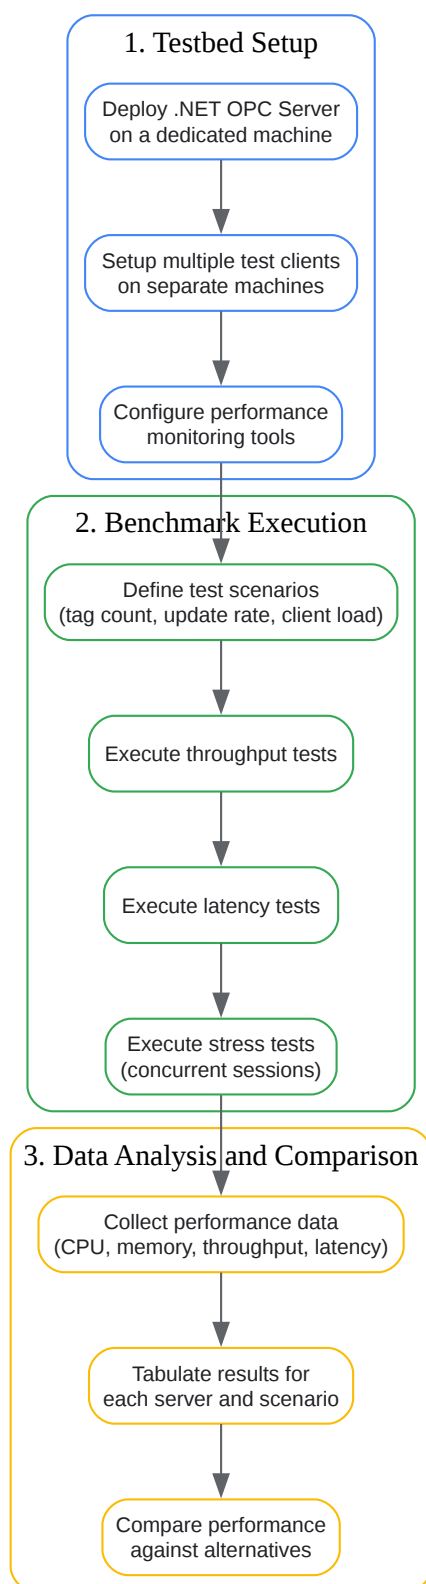 1. Testbed Setup
Deploy .NET OPC Server
on a dedicated machine
Setup multiple test clients
on separate machines
Configure performance
monitoring tools
2. Benchmark Execution
Define test scenarios
(tag count, update rate, client load)
Execute throughput tests
Execute latency tests
Execute stress tests
(concurrent sessions)
3. Data Analysis and Comparison
Collect performance data
(CPU, memory, throughput, latency)
Tabulate results for
each server and scenario
Compare performance
against alternatives